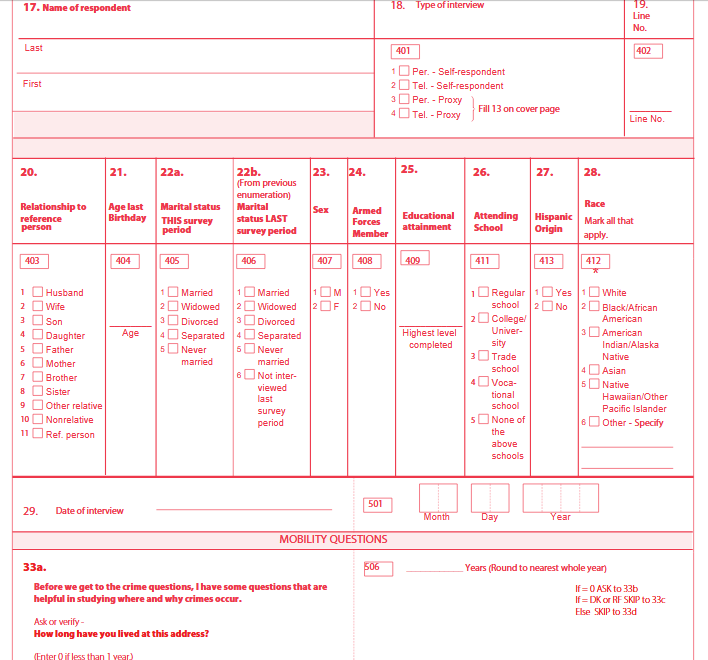 17. Name of respondent
18. Type of interview
19.
Line
No.
Last
First
401
1 Per. - Self-respondent
2 Tel. - Self-respondent
3 Per. - Proxy
4 Tel. - Proxy
Fill 13 on cover page
402
Line No.
20.
Relationship to
reference
person
21.
Age last
Birthday
22a.
Marital status
THIS survey
period
22b.
(From previous
enumeration)
Marital
status LAST
survey period
23.
Sex
24.
Armed
Forces
Member
25.
Educational
attainment
26.
Attending
School
27.
Hispanic
Origin
28.
Race
Mark all that
apply.
403
1 Husband
2 Wife
3 Son
4 Daughter
5 Father
6 Mother
7 Brother
8 Sister
9 Other relative
10 Nonrelative
11 Ref. person
404
Age
405
1 Married
2 Widowed
3 Divorced
4 Separated
5 Never
married
406
1 Married
2 Widowed
3 Divorced
4 Separated
5 Never
married
6 Not inter-
viewed
last
survey
period
407
1 M
2 F
408
1 Yes
2 No
409
Highest level
completed
411
1 Regular
school
2 College/
Univer-
sity
3 Trade
school
4 Voca-
tional
school
5 None of
the
above
schools
413
1 Yes
2 No
412
*
1 White
2 Black/African
American
3 American
Indian/Alaska
Native
4 Asian
5 Native
Hawaiian/Other
Pacific Islander
6 Other - Specify
29. Date of interview
501
Month
Day
Year
MOBILITY QUESTIONS
33a.
Before we get to the crime questions, I have some questions that are
helpful in studying where and why crimes occur.
Ask or verify -
How long have you lived at this address?
(Enter 0 if less than 1 year.)
506
Years (Round to nearest whole year)
If = 0 ASK to 33b
If = DK or RF SKIP to 33c
Else SKIP to 33d